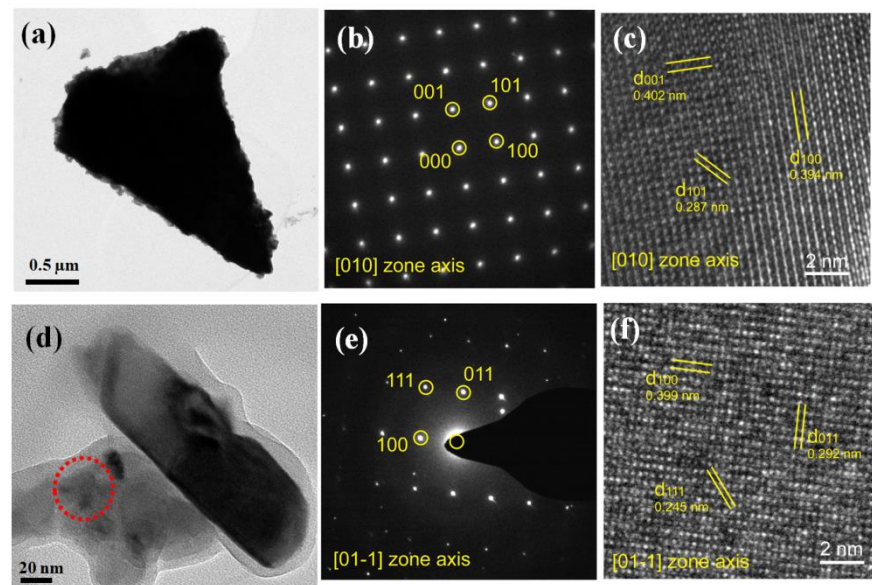 (a)
0.5 μm
(b)
001
101
000
100
[010] zone axis
(c)
d001
0.402 nm
d100
0.394 nm
d101
0.287 nm
[010] zone axis
2 nm
(d)
20 nm
(e)
111
011
100
[01-1] zone axis
(f)
d100
0.399 nm
d011
0.292 nm
d111
0.245 nm
[01-1] zone axis
2 nm